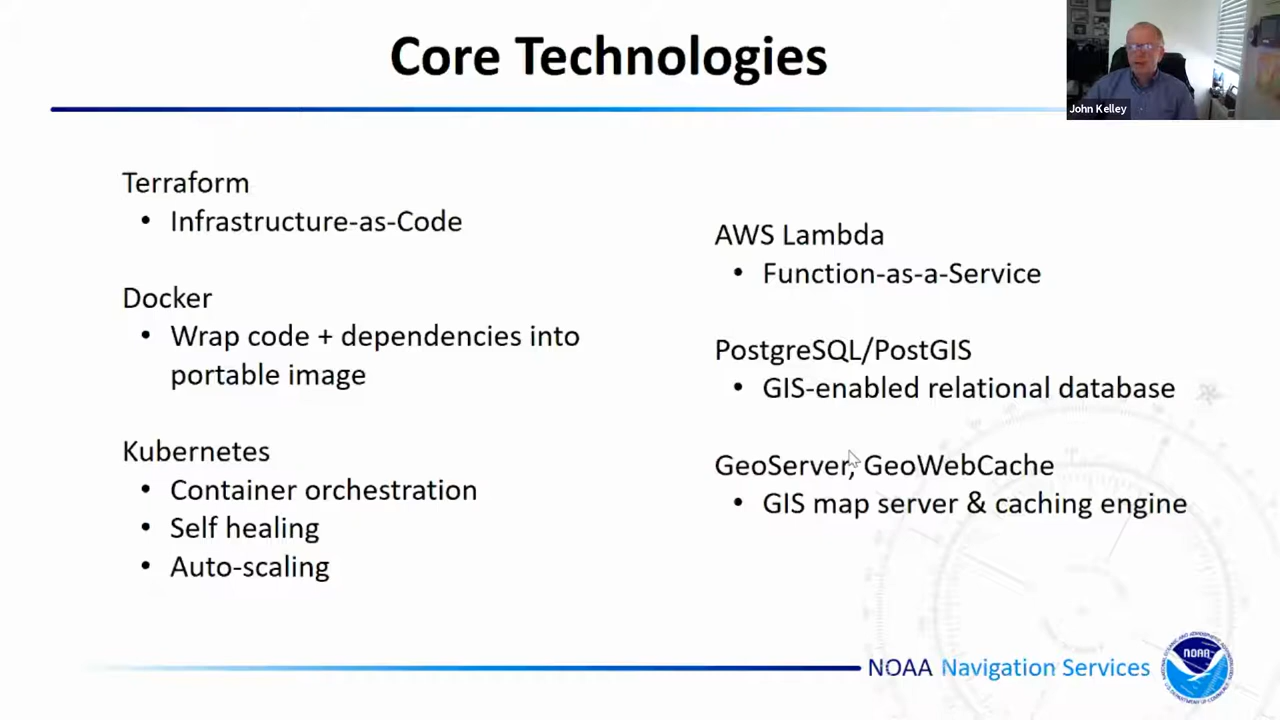 Core Technologies
John Kelley
Terraform
• Infrastructure-as-Code
Docker
• Wrap code + dependencies into
portable image
Kubernetes
• Container orchestration
• Self healing
• Auto-scaling
AWS Lambda
• Function-as-a-Service
PostgreSQL/PostGIS
• GIS-enabled relational database
GeoServer, GeoWebCache
• GIS map server & caching engine
NOAA Navigation Services
NOAA